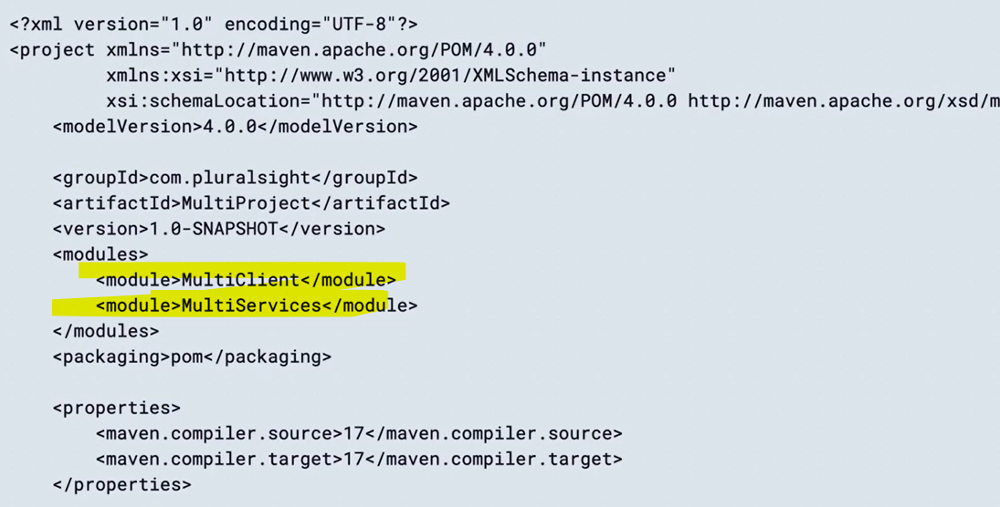 <?xml version="1.0" encoding="UTF-8"?>
<project xmlns="http://maven.apache.org/POM/4.0.0"
         xmlns:xsi="http://www.w3.org/2001/XMLSchema-instance"
         xsi:schemaLocation="http://maven.apache.org/POM/4.0.0 http://maven.apache.org/xsd/m
    <modelVersion>4.0.0</modelVersion>

    <groupId>com.pluralsight</groupId>
    <artifactId>MultiProject</artifactId>
    <version>1.0-SNAPSHOT</version>
    <modules>
        <module>MultiClient</module>
        <module>MultiServices</module>
    </modules>
    <packaging>pom</packaging>

    <properties>
        <maven.compiler.source>17</maven.compiler.source>
        <maven.compiler.target>17</maven.compiler.target>
    </properties>